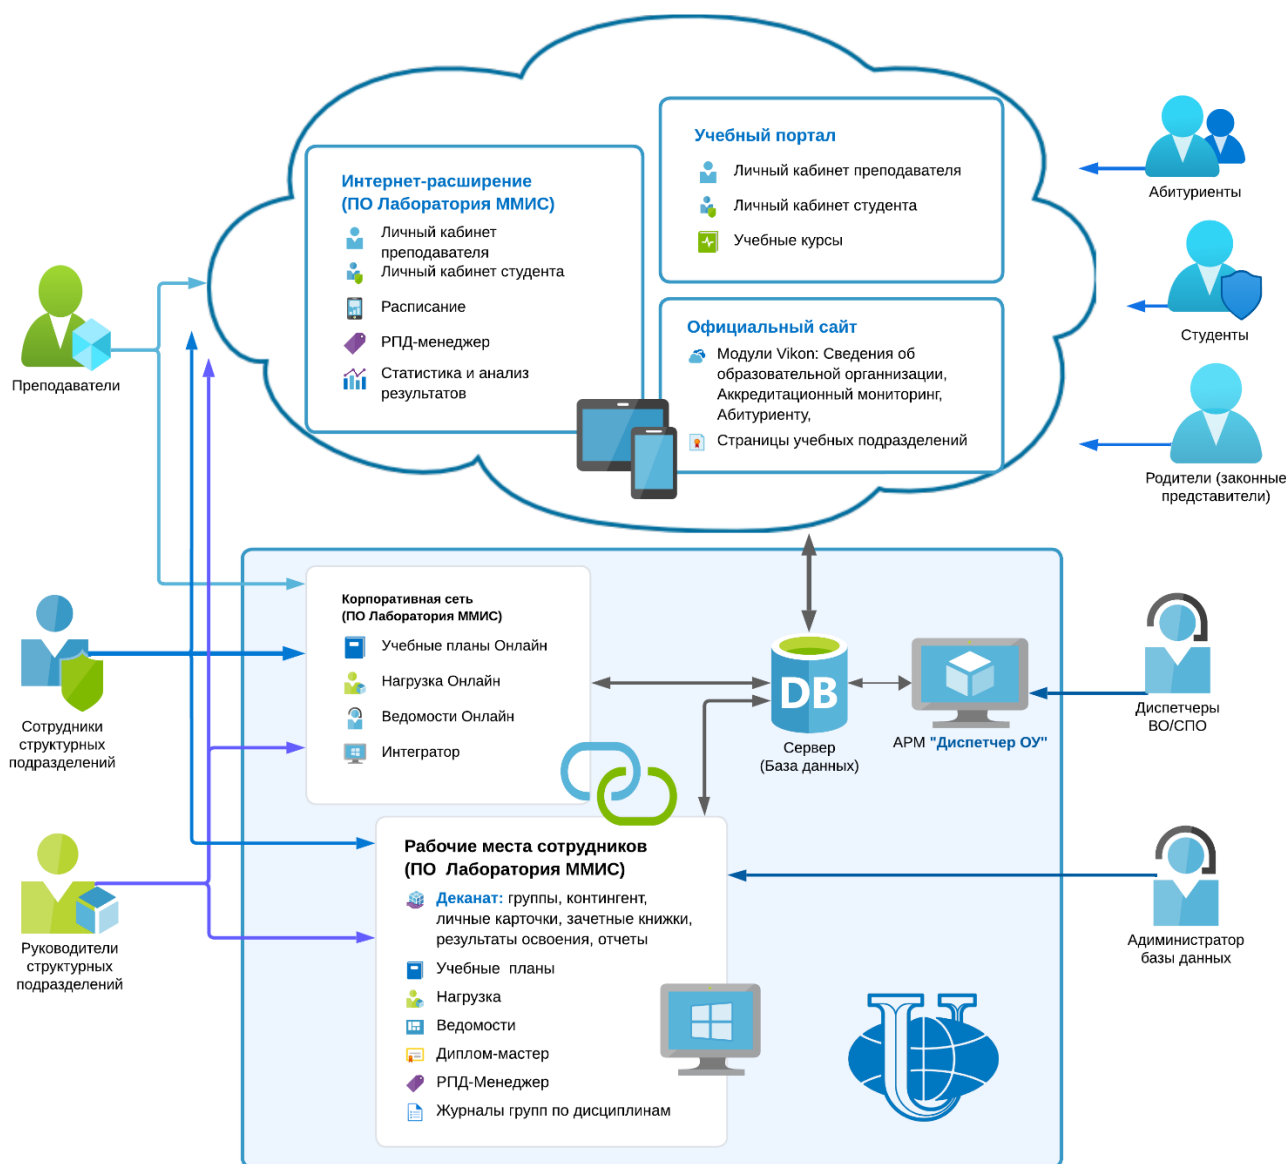 Учебный портал
Личный кабинет преподавателя
Личный кабинет студента
Учебные курсы
Интернет-расширение
(ПО Лаборатория ММИС)
Личный кабинет
преподавателя
Личный кабинет студента
Расписание
РПД-менеджер
Статистика и анализ
результатов
Официальный сайт
Модули Vikon: Сведения об
образовательной органнизации,
Аккредитационный мониторинг,
Абитуриенту,
Страницы учебных подразделений
Абитуриенты
Студенты
Родители (законные
представители)
Преподаватели
Сотрудники
структурных
подразделений
Руководители
структурных
подразделений
Корпоративная сеть
(ПО Лаборатория ММИС)
Учебные планы Онлайн
Нагрузка Онлайн
Ведомости Онлайн
Интегратор
DB
Сервер
(База данных)
АРМ "Диспетчер ОУ"
Диспетчеры
ВО/СПО
Рабочие места сотрудников
(ПО Лаборатория ММИС)
Деканат: группы, контингент,
личные карточки, зачетные книжки,
результаты освоения, отчеты
Учебные планы
Нагрузка
Ведомости
Диплом-мастер
РПД-Менеджер
Журналы групп по дисциплинам
Адиминистратор
базы данных